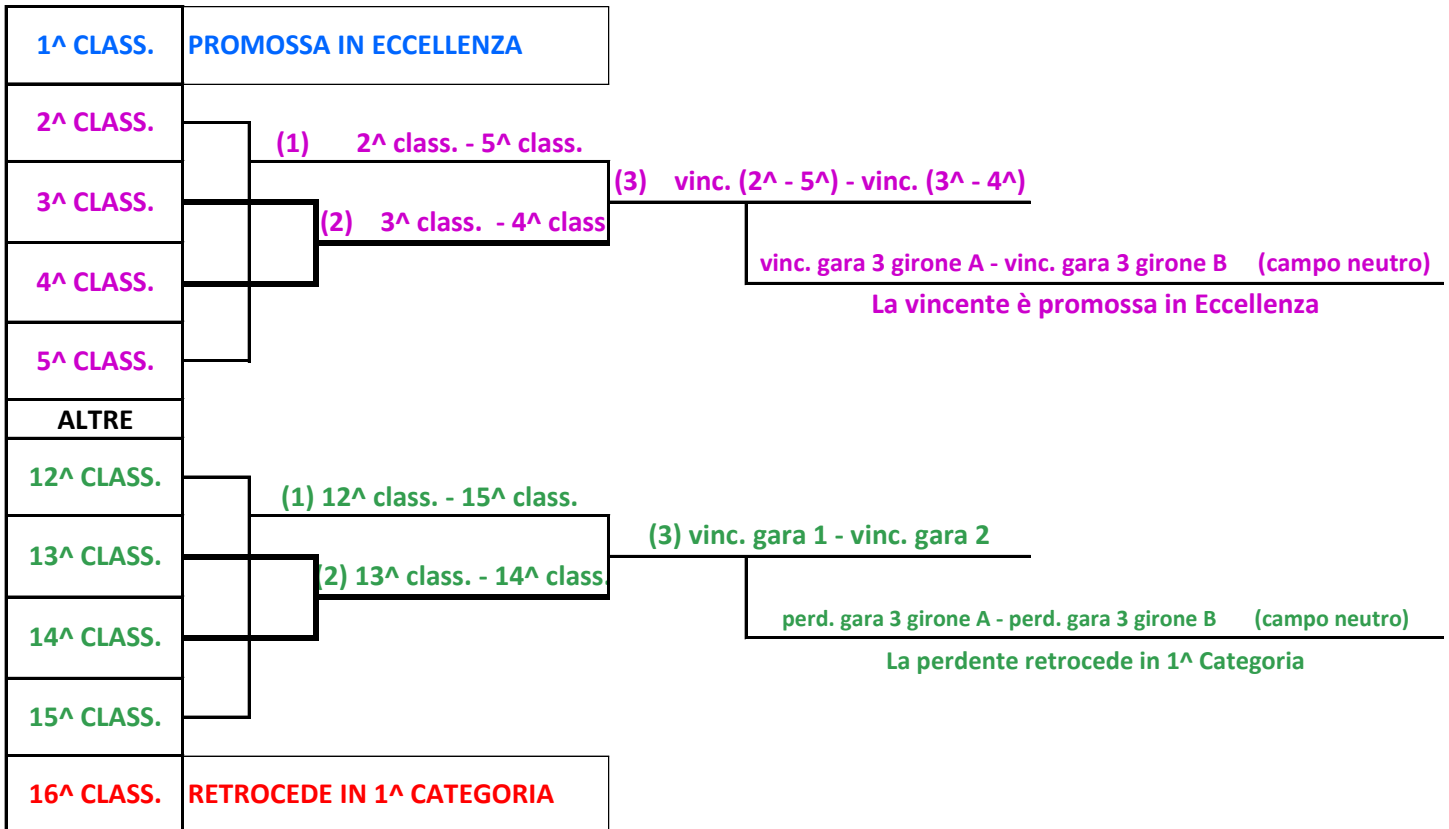 1^ CLASS. PROMOSSA IN ECCELLENZA
2^ CLASS.
(1) 2^ class. - 5^ class.
3^ CLASS.
(3) vinc. (2^ - 5^) - vinc. (3^ - 4^)
(2) 3^ class. - 4^ class
4^ CLASS.
vinc. gara 3 girone A - vinc. gara 3 girone B (campo neutro)
La vincente è promossa in Eccellenza
5^ CLASS.
ALTRE
12^ CLASS.
(1) 12^ class. - 15^ class.
13^ CLASS.
(3) vinc. gara 1 - vinc. gara 2
(2) 13^ class. - 14^ class.
14^ CLASS.
perd. gara 3 girone A - perd. gara 3 girone B (campo neutro)
La perdente retrocede in 1^ Categoria
15^ CLASS.
16^ CLASS. RETROCEDE IN 1^ CATEGORIA